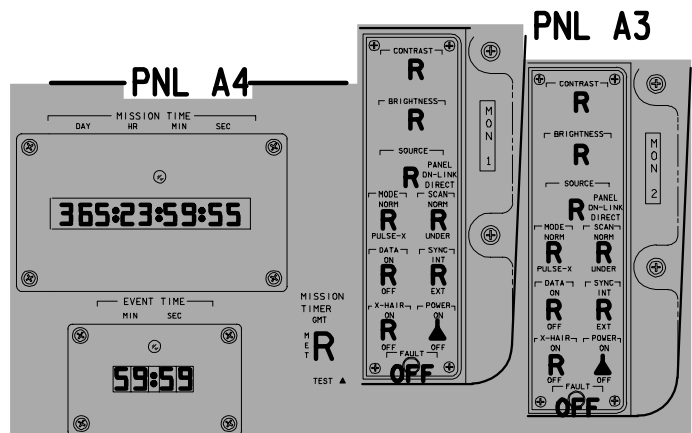 PNL A4
MISSION TIME
DAY HR MIN SEC
365:23:59:55
EVENT TIME
MIN SEC
59:59
MISSION
TIMER
GMT
MET
R
TEST
CONTRAST
R
BRIGHTNESS
R
SOURCE
R
PANEL
DN-LINK
DIRECT
MODE SCAN
NORM NORM
R R
PULSE-X UNDER
DATA SYNC
ON INT
R R
OFF EXT
X-HAIR POWER
ON ON
R
OFF OFF
FAULT
OFF
MON 1
PNL A3
CONTRAST
R
BRIGHTNESS
R
SOURCE
R
PANEL
DN-LINK
DIRECT
MODE SCAN
NORM NORM
R R
PULSE-X UNDER
DATA SYNC
ON INT
R R
OFF EXT
X-HAIR POWER
ON ON
R
OFF OFF
FAULT
OFF
MON 2